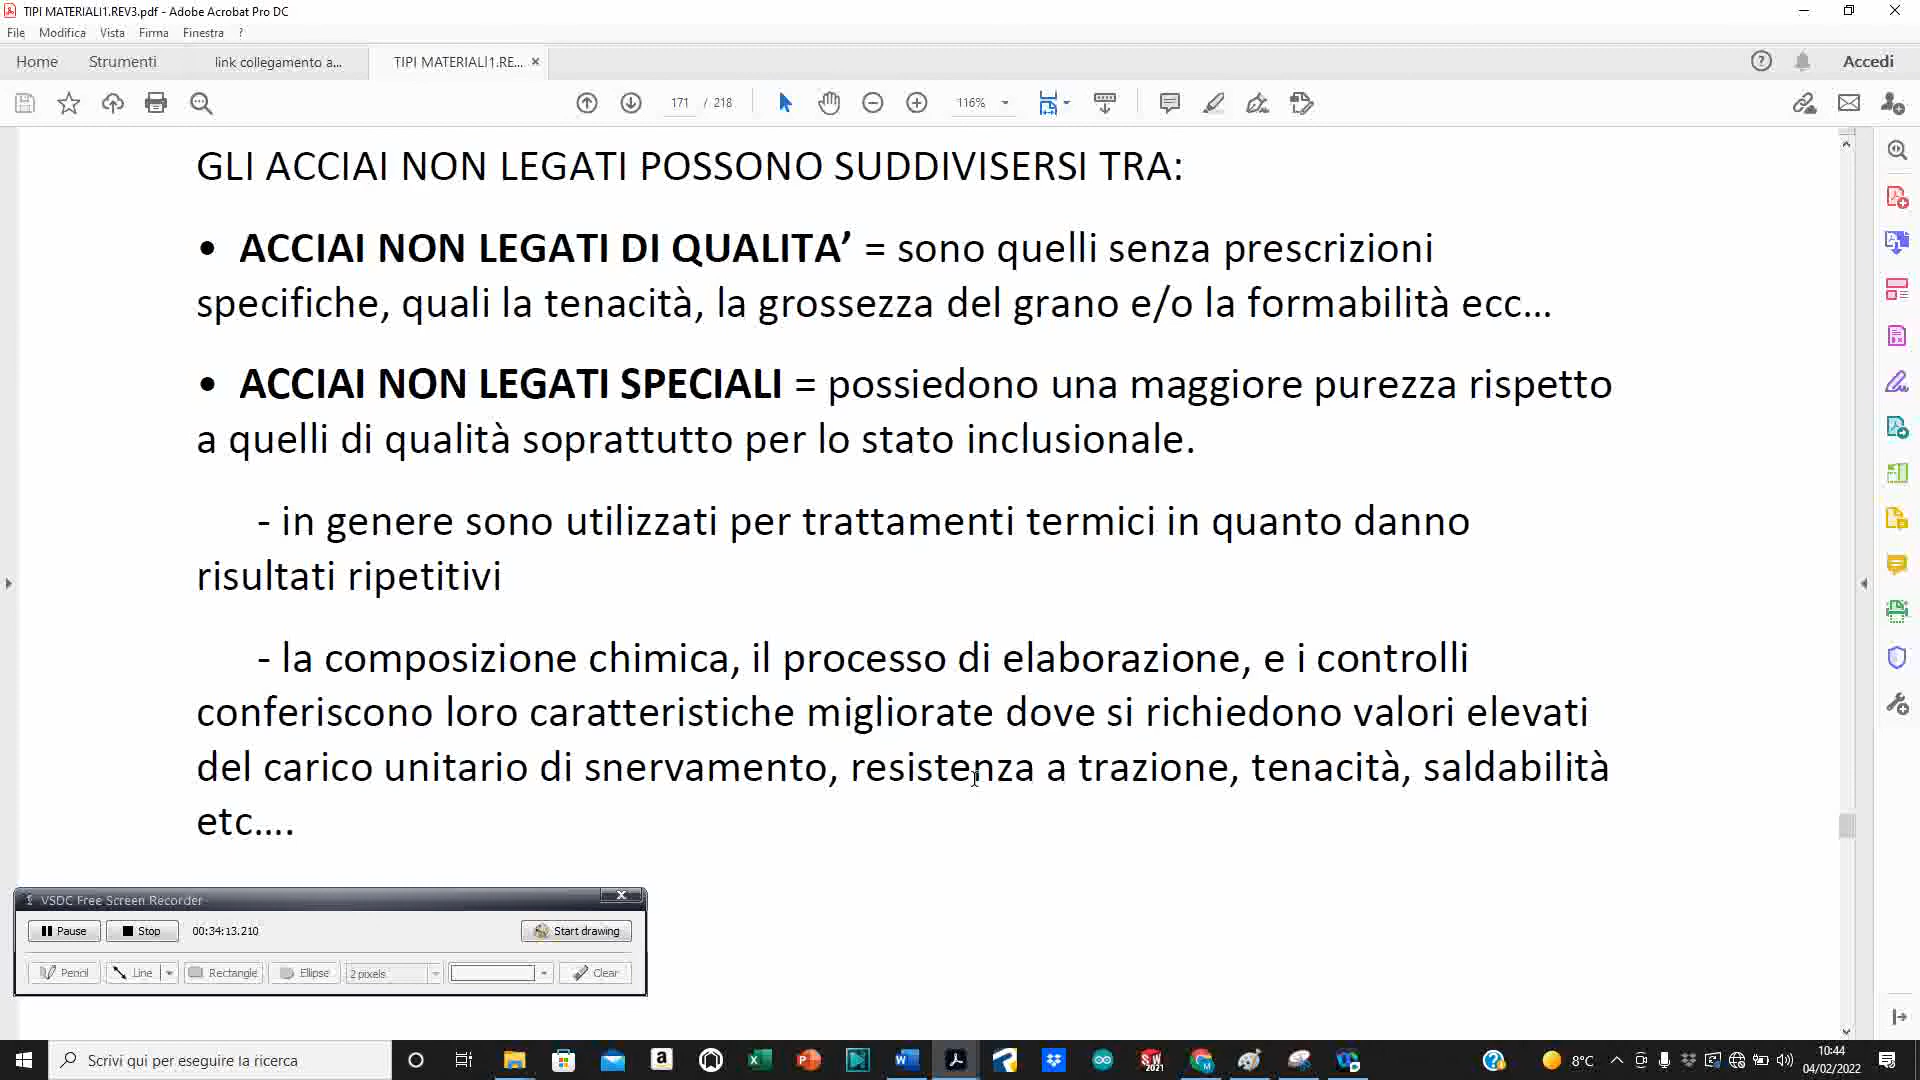 TIPI MATERIALI1.REV3.pdf - Adobe Acrobat Pro DC
File Modifica Vista Firma Finestra ?
Home Strumenti link collegamento a... TIPI MATERIALI1.RE... Accedi
171 / 218 116%
GLI ACCIAI NON LEGATI POSSONO SUDDIVISERSI TRA:
• ACCIAI NON LEGATI DI QUALITA’ = sono quelli senza prescrizioni
specifiche, quali la tenacità, la grossezza del grano e/o la formabilità ecc…
• ACCIAI NON LEGATI SPECIALI = possiedono una maggiore purezza rispetto
a quelli di qualità soprattutto per lo stato inclusionale.
- in genere sono utilizzati per trattamenti termici in quanto danno
risultati ripetitivi
- la composizione chimica, il processo di elaborazione, e i controlli
conferiscono loro caratteristiche migliorate dove si richiedono valori elevati
del carico unitario di snervamento, resistenza a trazione, tenacità, saldabilità
etc….
VSDC Free Screen Recorder
Pause Stop 00:34:13.210 Start drawing
Pencil Line Rectangle Ellipse 2 pixels Clear
Scrivi qui per eseguire la ricerca
8°C
10:44
04/02/2022